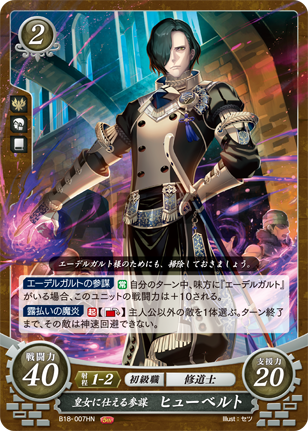 2
エーデルガルト様のためにも、掃除しておきましょう。
エーデルガルトの参謀 常 自分のターン中、味方に『エーデルガルト』
がいる場合、このユニットの戦闘力は+10される。
露払いの魔炎 起 【】主人公以外の敵を1体選ぶ。ターン終了
まで、その敵は神速回避できない。
戦闘力
40
射程 1-2
初級職
修道士
支援力
20
皇女に仕える参謀 ヒューベルト
B18-007HN
Illust:セツ